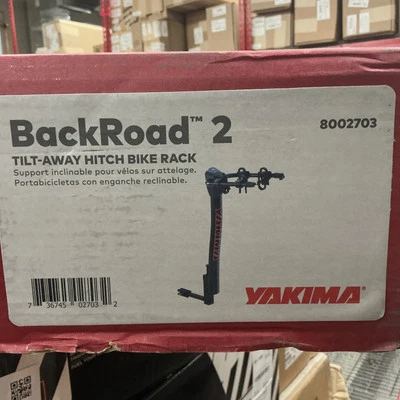 BackRoad™ 2
8002703
TILT-AWAY HITCH BIKE RACK
Support inclinable pour vélos sur attelage.
Portabicicletas con enganche reclinable.
YAKIMA
7 36745 02703 2
YAKIMA®